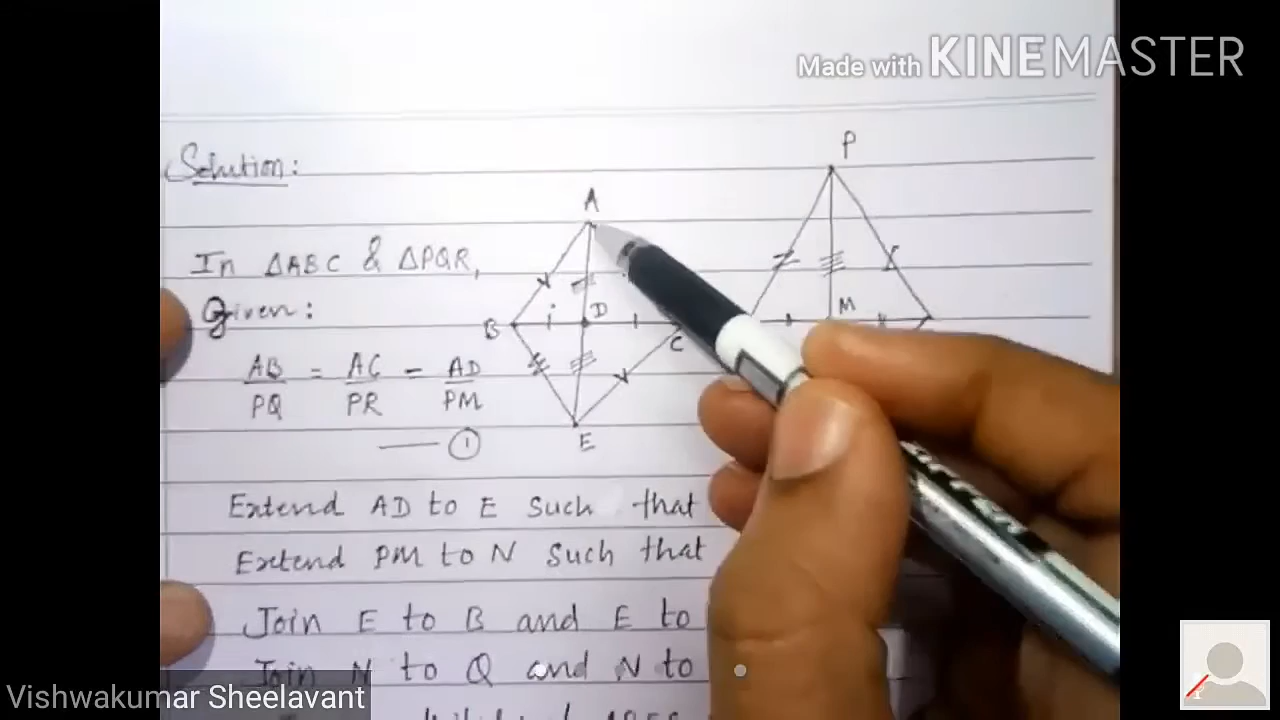 Made with KINEMASTER
Solution:
P
A
In ΔABC & ΔPQR,
Given:
B D C M
AB/PQ = AC/PR = AD/PM
E
—— ①
Extend AD to E such that
Extend PM to N such that
Join E to B and E to
Join N to Q and N to
Vishwakumar Sheelavant